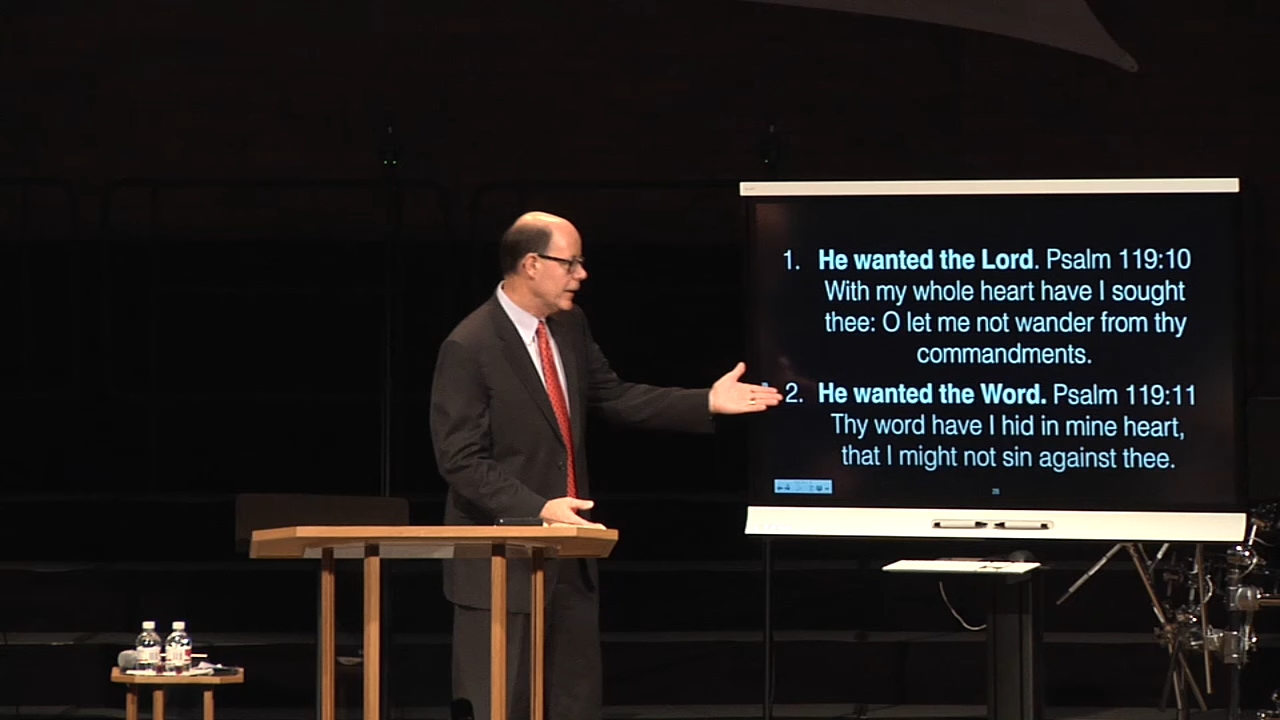 1. He wanted the Lord. Psalm 119:10
With my whole heart have I sought
thee: O let me not wander from thy
commandments.
2. He wanted the Word. Psalm 119:11
Thy word have I hid in mine heart,
that I might not sin against thee.